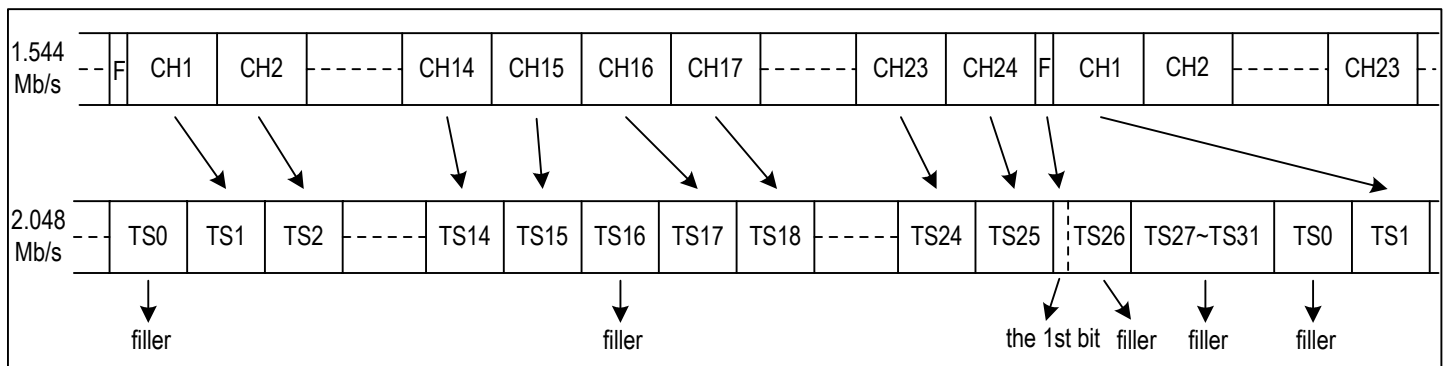 1.544
Mb/s
F CH1 CH2 CH14 CH15 CH16 CH17 CH23 CH24 F CH1 CH2 CH23
2.048
Mb/s
TS0 TS1 TS2 TS14 TS15 TS16 TS17 TS18 TS24 TS25 TS26 TS27~TS31 TS0 TS1
filler filler the 1st bit filler filler filler